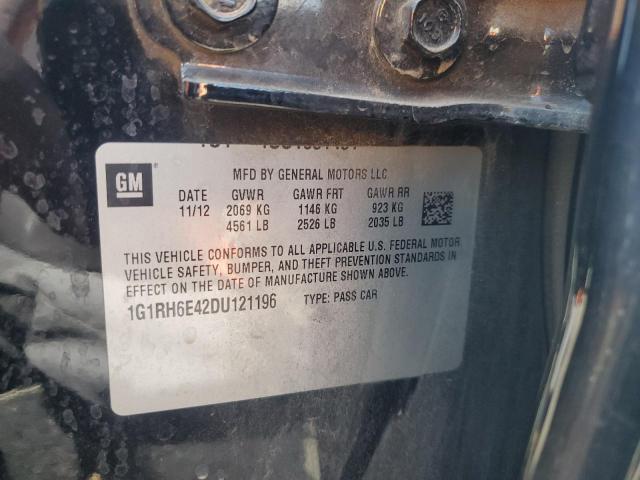 GM
MFD BY GENERAL MOTORS LLC
DATE GVWR GAWR FRT GAWR RR
11/12 2069 KG 1146 KG 923 KG
4561 LB 2526 LB 2035 LB
THIS VEHICLE CONFORMS TO ALL APPLICABLE U.S. FEDERAL MOTOR
VEHICLE SAFETY, BUMPER, AND THEFT PREVENTION STANDARDS IN
EFFECT ON THE DATE OF MANUFACTURE SHOWN ABOVE.
1G1RH6E42DU121196 TYPE: PASS CAR